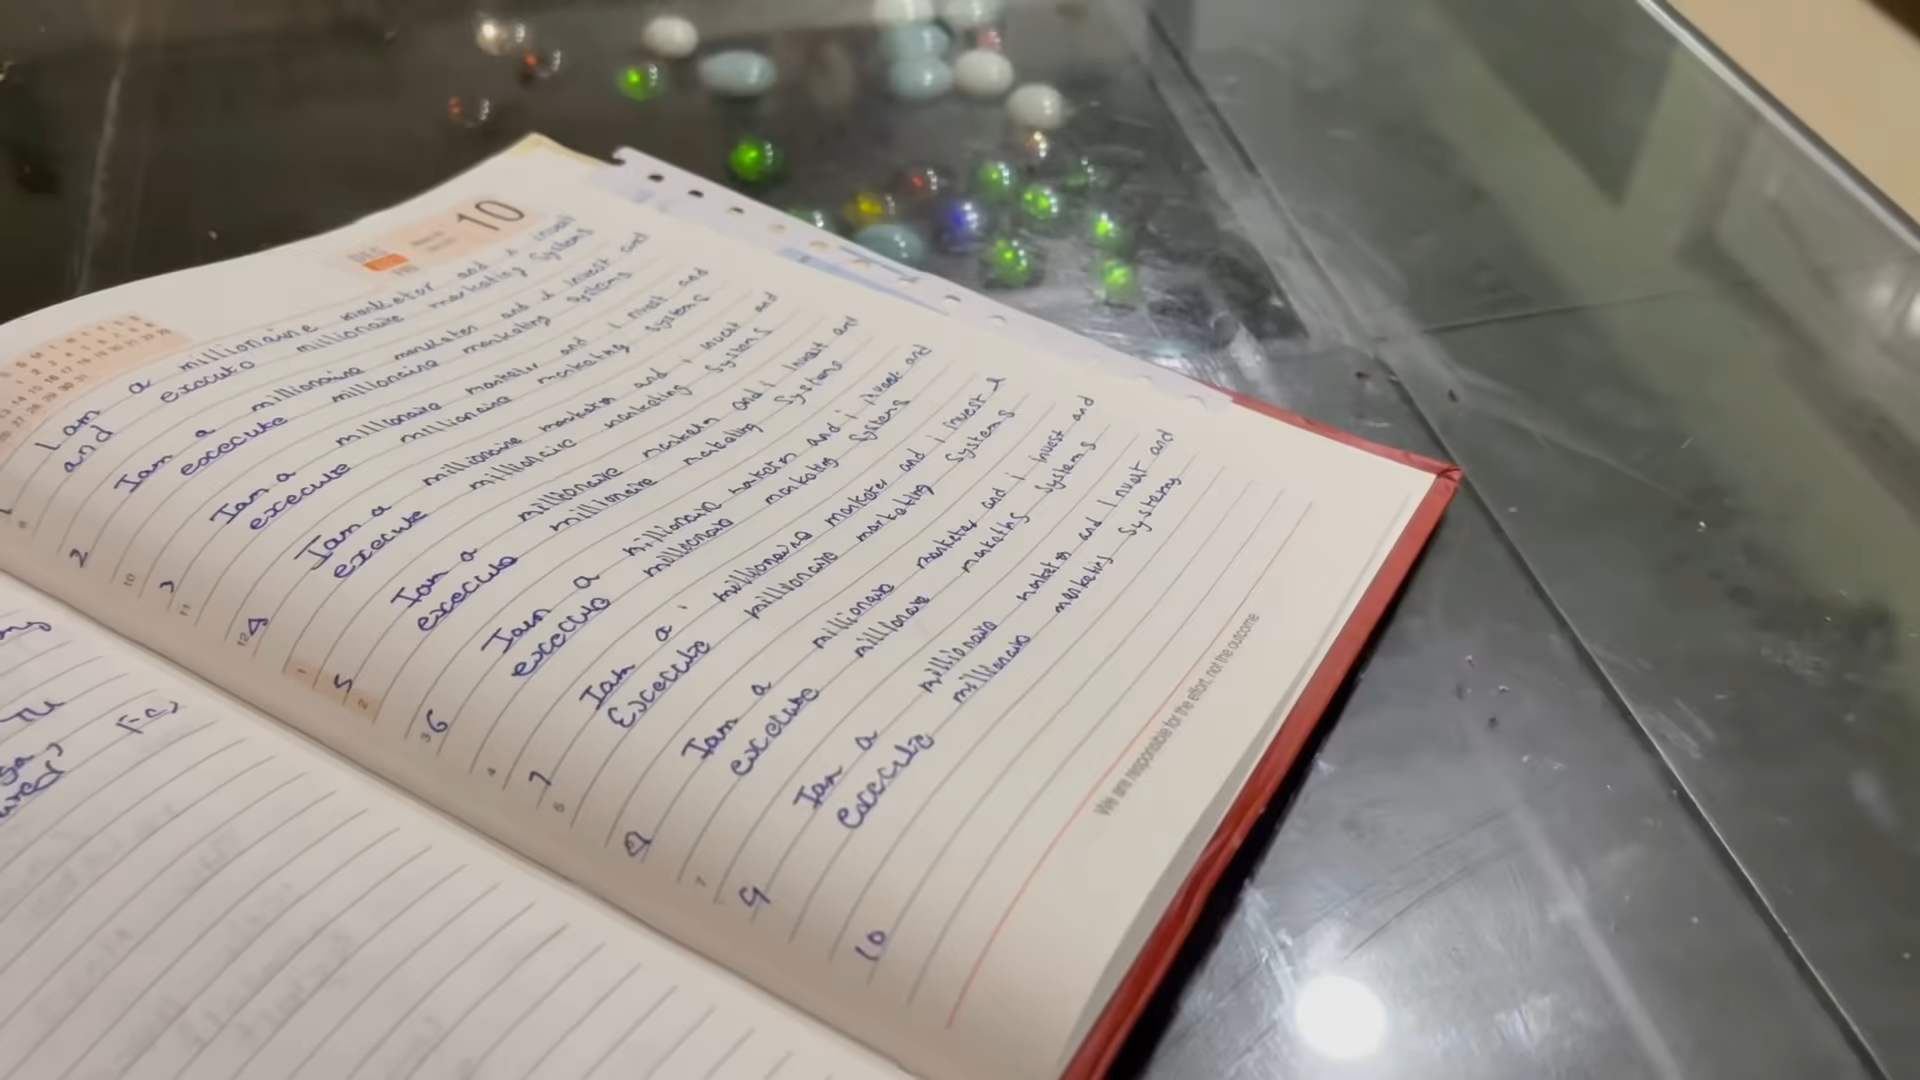 10
FRI
I am a millionaire marketor and I invest
and execute millionaire marketing systems
2 I am a millionaire marketer and I invest and
execute millionaire marketing systems
3 I am a millionaire marketer and i invest and
execute millionaire marketing systems
4 I am a millionaire marketer and i invest and
execute millionaire marketing systems
5 I am a millionaire marketer and i invest and
execute millionaire marketing systems
6 I am a millionaire marketer and i invest and
execute millionaire marketing systems
7 I am a millionaire marketer and i invest
Execute millionaire marketing systems
I am a millionaire marketer and i invest and
execute millionaire systems
9 I am a millionaire marketer and I invest and
execute millionaire marketing systems
10
We are responsible for the effort, not the outcome